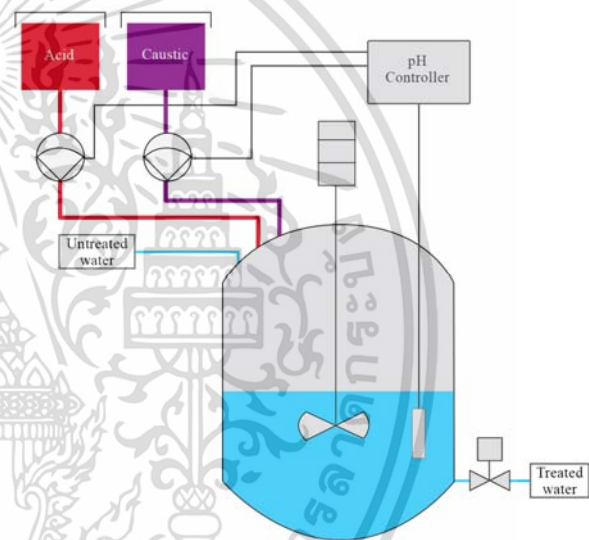 Acid
Caustic
pH
Controller
Untreated
water
Treated
water